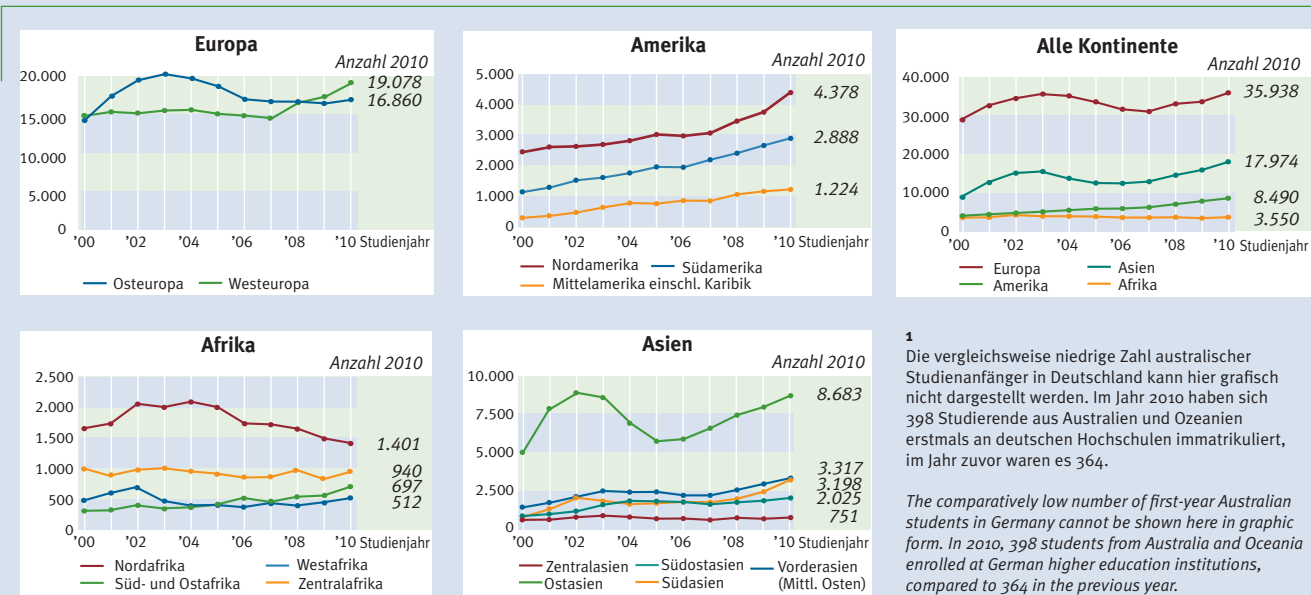 Europa
Anzahl 2010
20.000
15.000
10.000
5.000
0
19.078
16.860
'00 '02 '04 '06 '08 '10 Studienjahr
Osteuropa Westeuropa
Amerika
Anzahl 2010
5.000
4.000
3.000
2.000
1.000
0
4.378
2.888
1.224
'00 '02 '04 '06 '08 '10 Studienjahr
Nordamerika Südamerika
Mittelamerika einschl. Karibik
Alle Kontinente
Anzahl 2010
40.000
30.000
20.000
10.000
0
35.938
17.974
8.490
3.550
'00 '02 '04 '06 '08 '10 Studienjahr
Europa Asien
Amerika Afrika
Afrika
Anzahl 2010
2.500
2.000
1.500
1.000
500
0
1.401
940
697
512
'00 '02 '04 '06 '08 '10 Studienjahr
Nordafrika Westafrika
Süd- und Ostafrika Zentralafrika
Asien
Anzahl 2010
10.000
7.500
5.000
2.500
0
8.683
3.317
3.198
2.025
751
'00 '02 '04 '06 '08 '10 Studienjahr
Zentralasien Südostasien Vorderasien
Ostasien Südasien (Mittl. Osten)
1
Die vergleichsweise niedrige Zahl australischer
Studienanfänger in Deutschland kann hier grafisch
nicht dargestellt werden. Im Jahr 2010 haben sich
398 Studierende aus Australien und Ozeanien
erstmals an deutschen Hochschulen immatrikuliert,
im Jahr zuvor waren es 364.
The comparatively low number of first-year Australian
students in Germany cannot be shown here in graphic
form. In 2010, 398 students from Australia and Oceania
enrolled at German higher education institutions,
compared to 364 in the previous year.